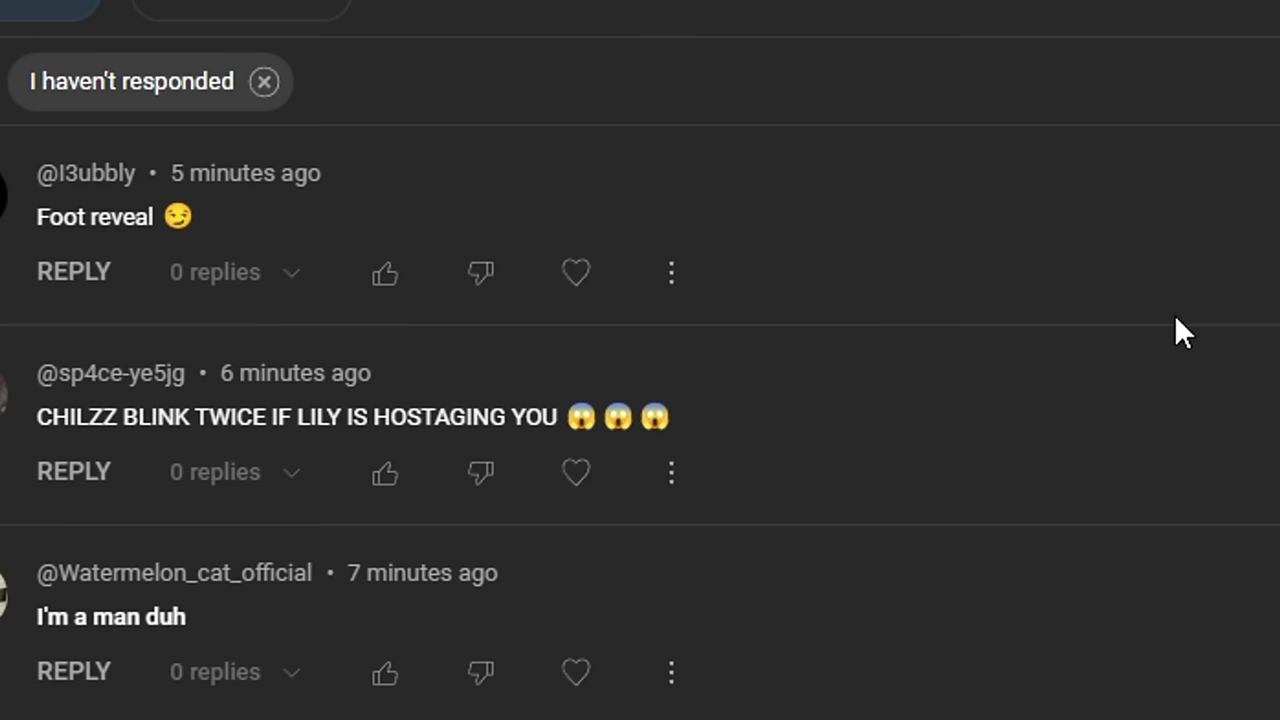 I haven't responded
@I3ubbly • 5 minutes ago
Foot reveal 😏
REPLY 0 replies
@sp4ce-ye5jg • 6 minutes ago
CHILZZ BLINK TWICE IF LILY IS HOSTAGING YOU 😱 😱 😱
REPLY 0 replies
@Watermelon_cat_official • 7 minutes ago
I'm a man duh
REPLY 0 replies